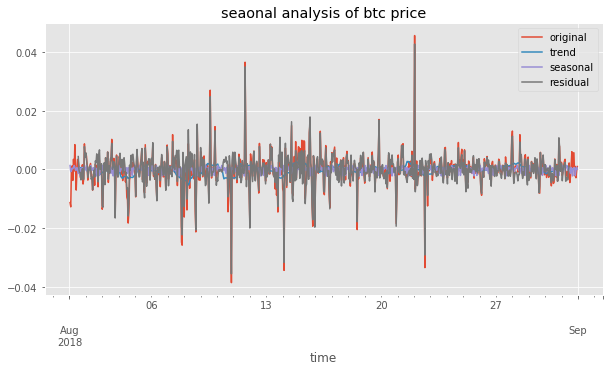 seaonal analysis of btc price
original
trend
seasonal
residual
0.04
0.02
0.00
−0.02
−0.04
06
13
20
27
Aug
2018
Sep
time